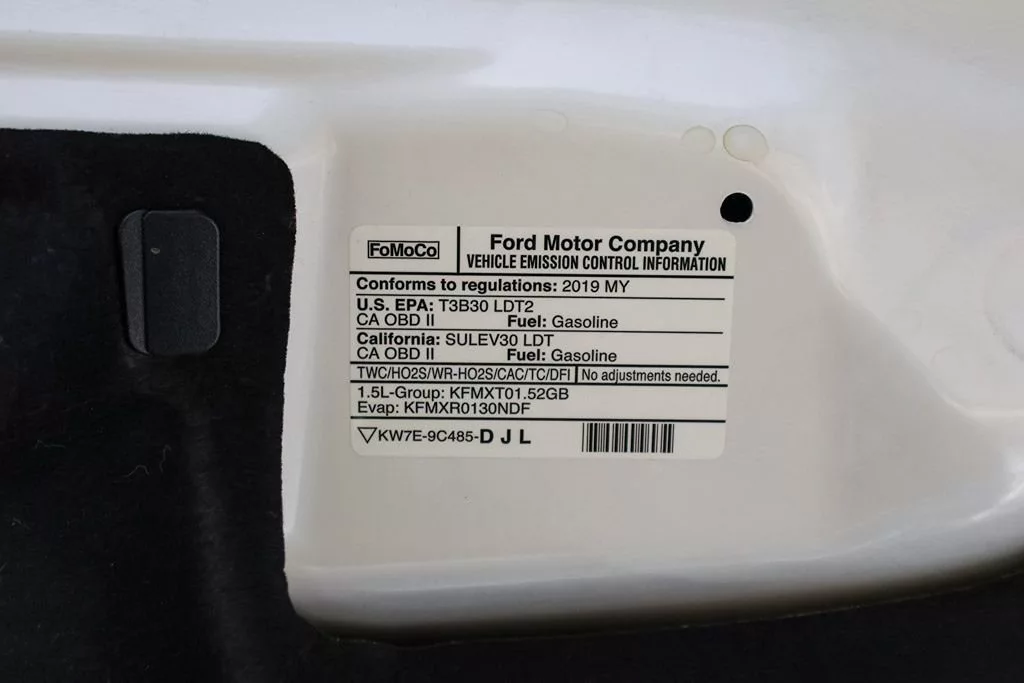 FoMoCo
Ford Motor Company
VEHICLE EMISSION CONTROL INFORMATION
Conforms to regulations: 2019 MY
U.S. EPA: T3B30 LDT2
CA OBD II Fuel: Gasoline
California: SULEV30 LDT
CA OBD II Fuel: Gasoline
TWC/HO2S/WR-HO2S/CAC/TC/DFI No adjustments needed.
1.5L-Group: KFMXT01.52GB
Evap: KFMXR0130NDF
KW7E-9C485-D J L